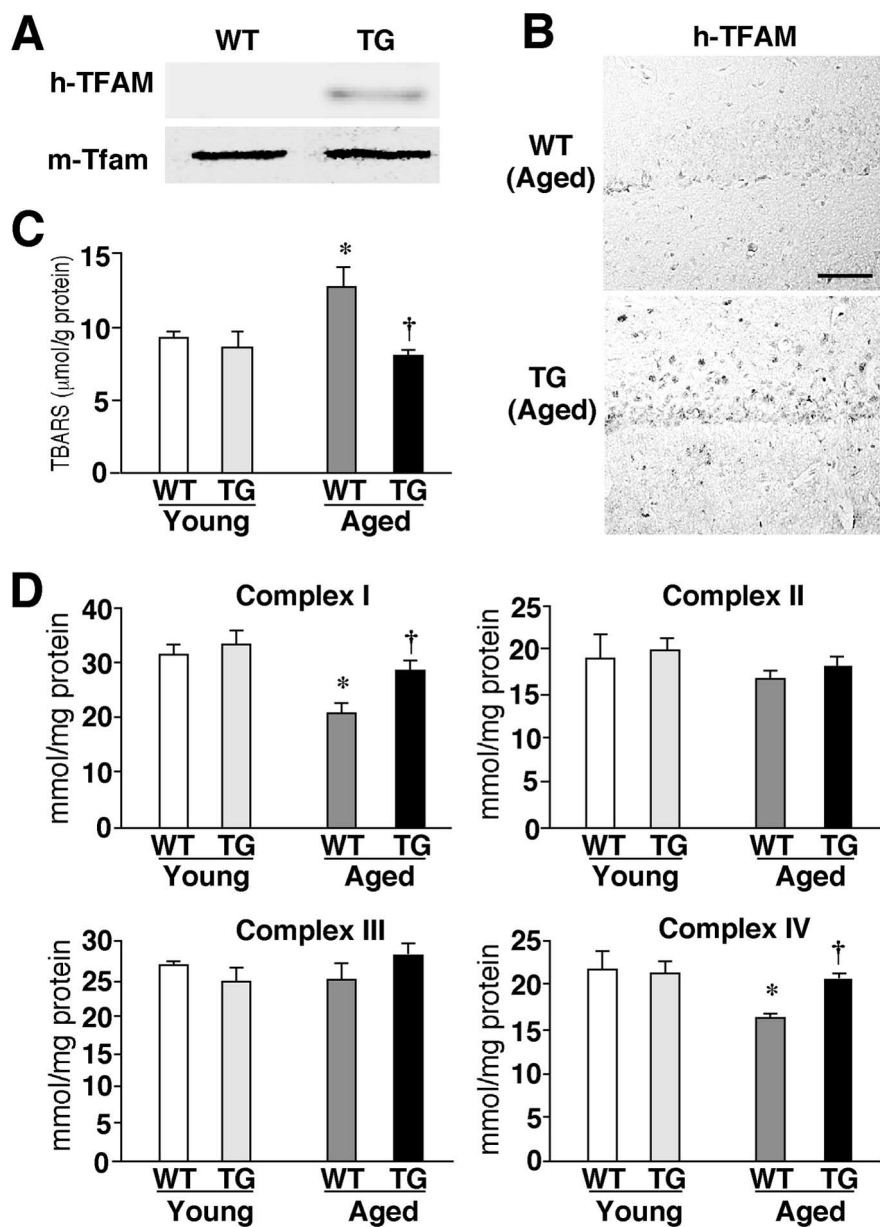 A
WT TG
h-TFAM
m-Tfam
B
h-TFAM
WT
(Aged)
TG
(Aged)
C
TBARS (μmol/g protein)
15
10
5
0
*
†
WT TG WT TG
Young Aged
D
Complex I
mmol/mg protein
40
30
20
10
0
*
†
WT TG WT TG
Young Aged
Complex II
mmol/mg protein
25
20
15
10
5
0
WT TG WT TG
Young Aged
Complex III
mmol/mg protein
30
25
20
15
10
5
0
WT TG WT TG
Young Aged
Complex IV
mmol/mg protein
25
20
15
10
5
0
*
†
WT TG WT TG
Young Aged